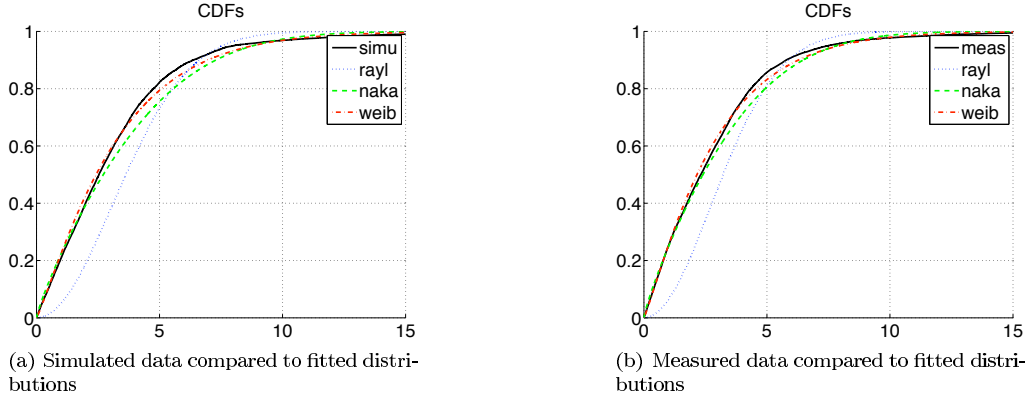 CDFs
1
0.8
0.6
0.4
0.2
0
0 5 10 15
simu
rayl
naka
weib
(a) Simulated data compared to fitted distri-
butions
CDFs
1
0.8
0.6
0.4
0.2
0
0 5 10 15
meas
rayl
naka
weib
(b) Measured data compared to fitted distri-
butions